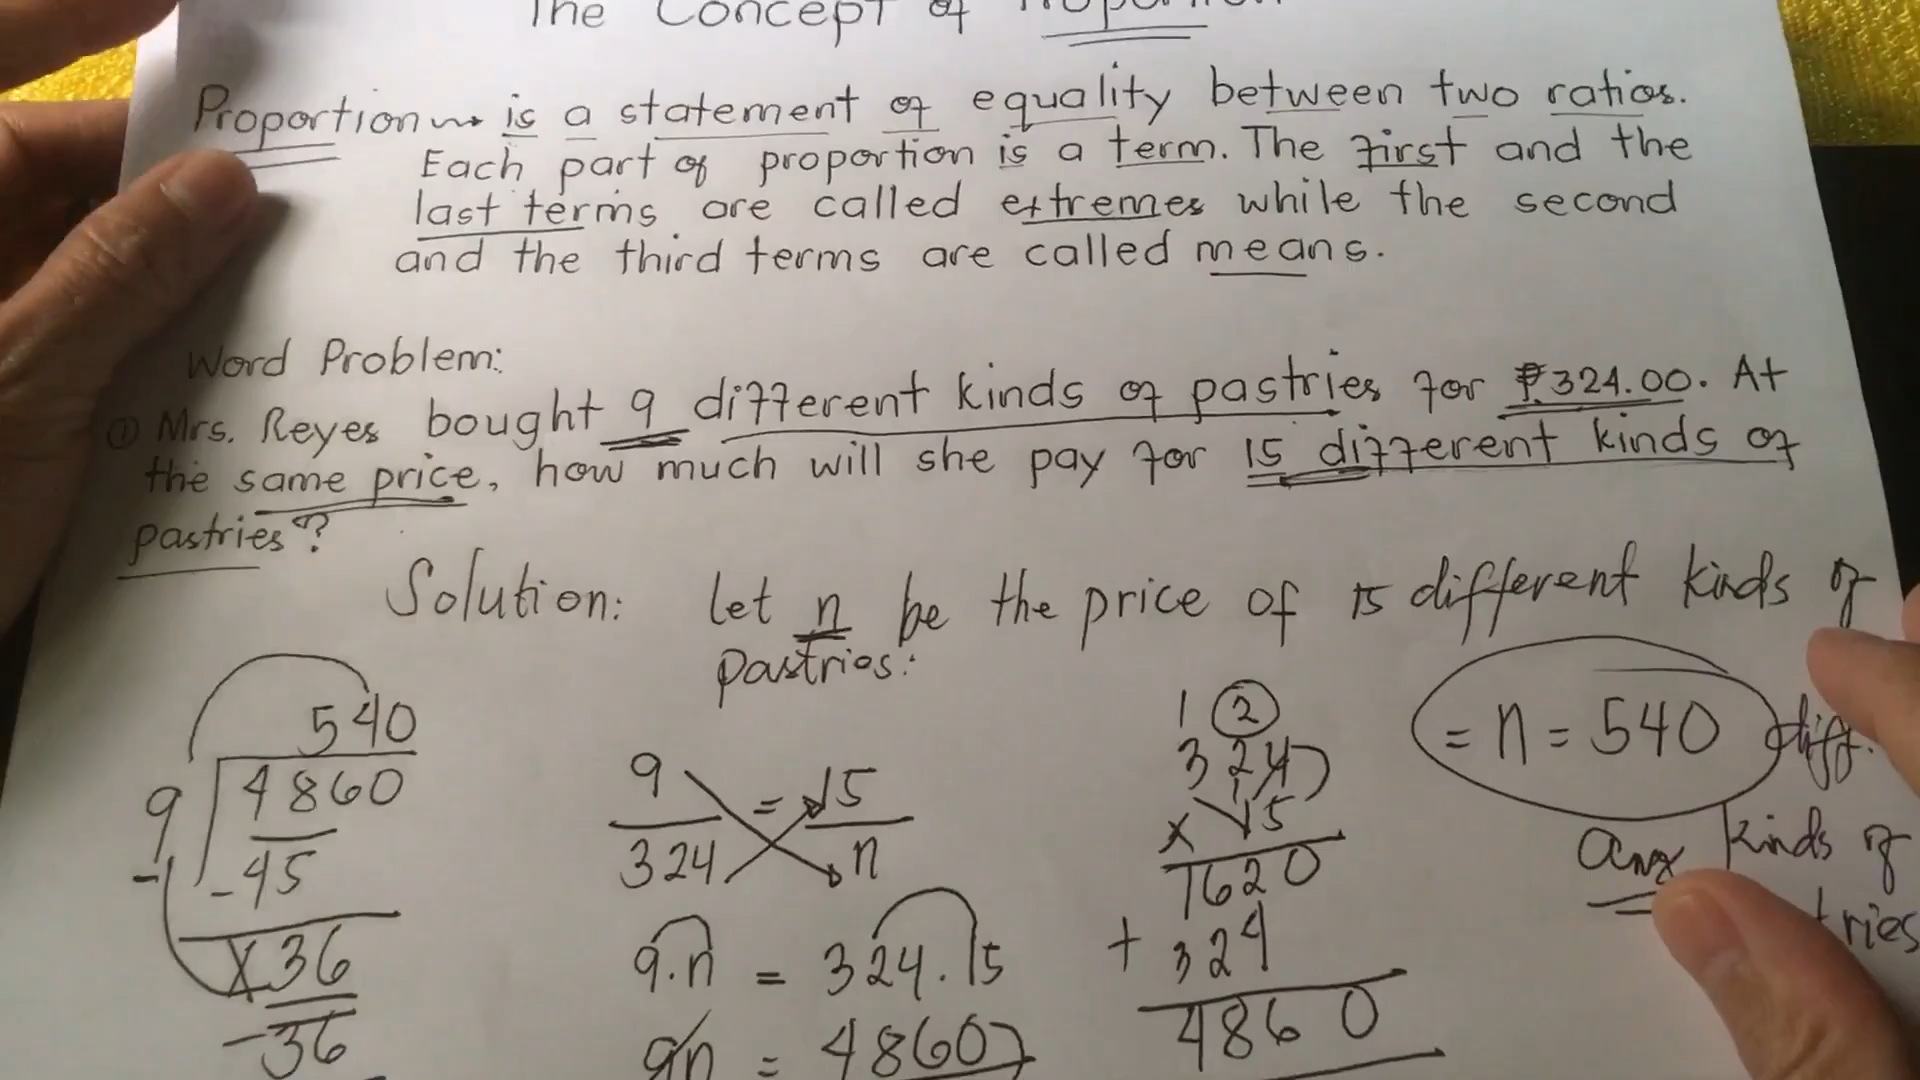 The Concept of Proportion
Proportion → is a statement of equality between two ratios.
Each part of proportion is a term. The first and the
last terms are called extremes while the second
and the third terms are called means.
Word Problem:
① Mrs. Reyes bought 9 different kinds of pastries for ₱324.00. At
the same price, how much will she pay for 15 different kinds of
pastries?
Solution: let n be the price of 15 different kinds of
pastries:
540
9 4860
-45
x36
-36
9 = 15
324 n
9.n = 324.15
9n = 4860
1 2
324
x 15
1620
+ 324
4860
= n = 540 diff.
kinds of
tries